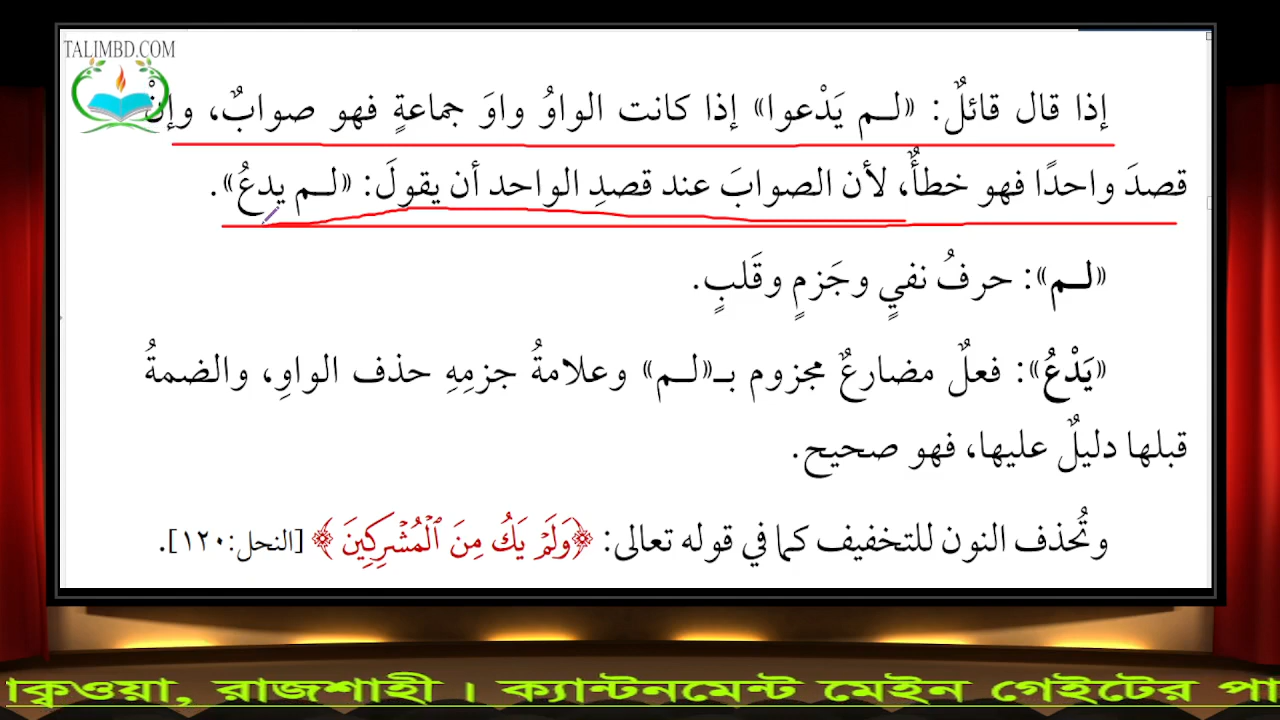 TALIMBD.COM
إذا قال قائلٌ: «لـم يَدْعوا» إذا كانت الواوُ واوَ جماعةٍ فهو صوابٌ، وإنْ
قصدَ واحدًا فهو خطأٌ، لأن الصوابَ عند قصدِ الواحد أن يقولَ: «لـم يدعُ».
«لـم»: حرفُ نفيٍ وجَزمٍ وقَلبٍ.
«يَدْعُ»: فعلٌ مضارعٌ مجزوم بـ«لـم» وعلامةُ جزمِهِ حذف الواوِ، والضمةُ
قبلها دليلٌ عليها، فهو صحيح.
وتُحذف النون للتخفيف كما في قوله تعالى: ﴿وَلَمۡ يَكُ مِنَ ٱلۡمُشۡرِكِينَ﴾ [النحل:١٢٠].
ক্বওয়া, রাজশাহী । ক্যান্টনমেন্ট মেইন গেইটের পা